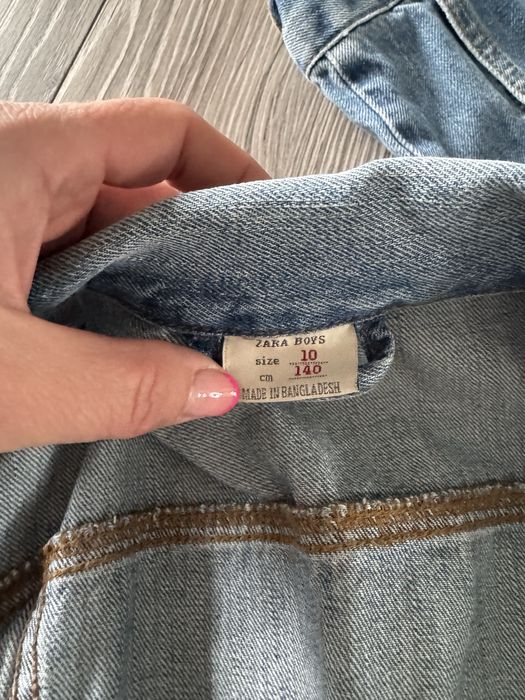 ZARA BOYS
size 10
cm 140
MADE IN BANGLADESH